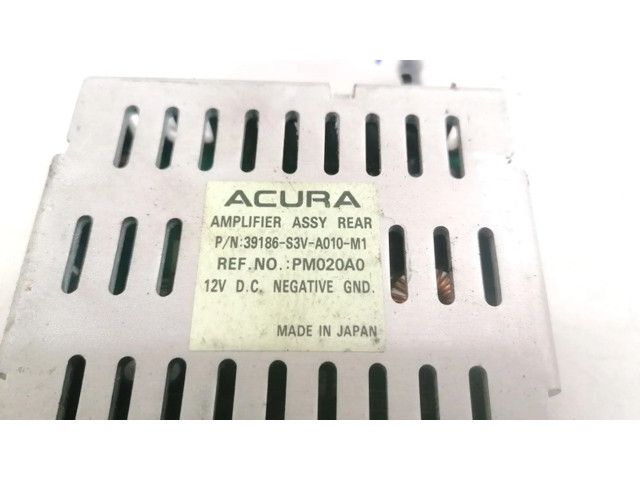 ACURA
AMPLIFIER ASSY REAR
P/N:39186-S3V-A010-M1
REF.NO.:PM020A0
12V D.C. NEGATIVE GND.
MADE IN JAPAN